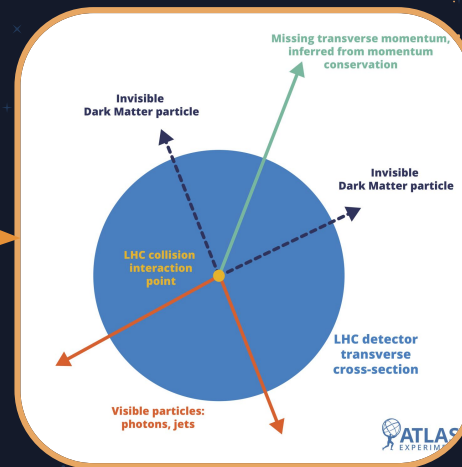 Missing transverse momentum,
inferred from momentum
conservation
Invisible
Dark Matter particle
Invisible
Dark Matter particle
LHC collision
interaction
point
LHC detector
transverse
cross-section
Visible particles:
photons, jets
ATLAS